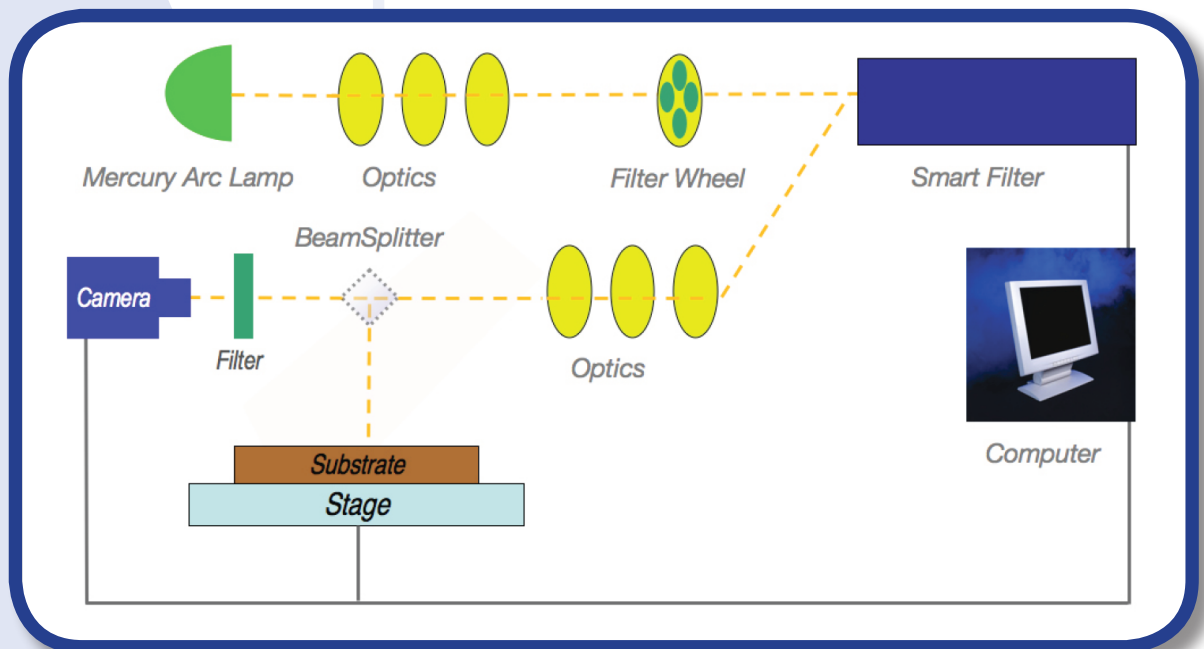 Mercury Arc Lamp
Optics
Filter Wheel
Smart Filter
BeamSplitter
Camera
Filter
Optics
Computer
Substrate
Stage